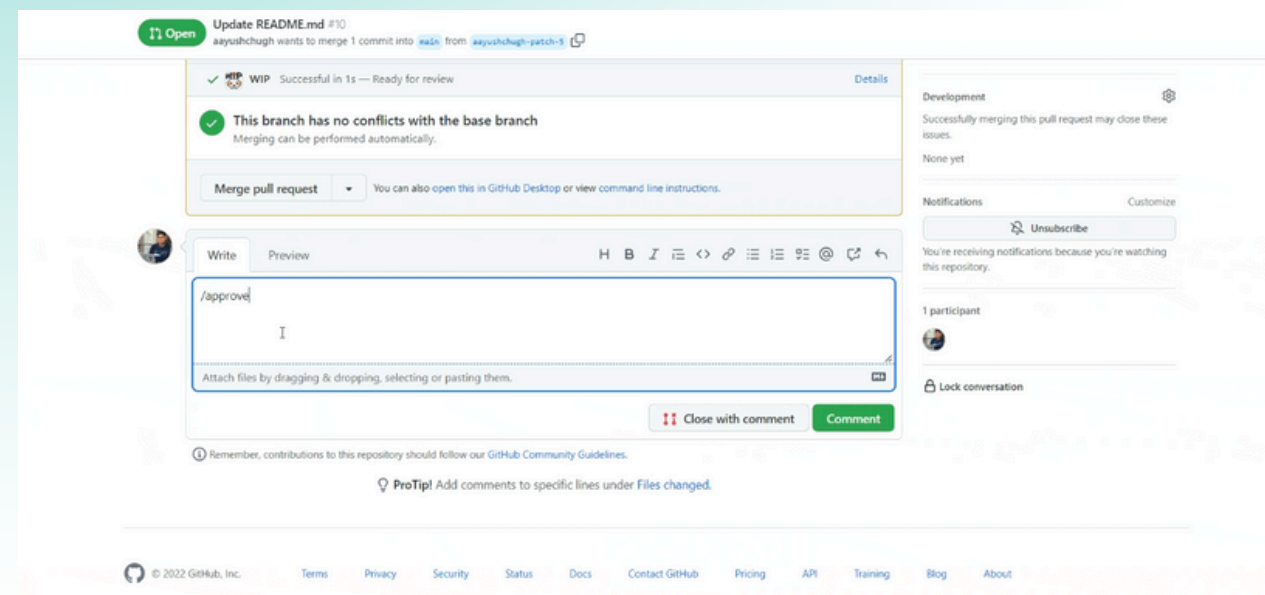 Open
Update README.md #10
aayushchugh wants to merge 1 commit into main from aayushchugh-patch-5
WIP Successful in 1s — Ready for review Details
This branch has no conflicts with the base branch
Merging can be performed automatically.
Merge pull request
You can also open this in GitHub Desktop or view command line instructions.
Write Preview
/approve
Attach files by dragging & dropping, selecting or pasting them.
Close with comment Comment
Remember, contributions to this repository should follow our GitHub Community Guidelines.
ProTip! Add comments to specific lines under Files changed.
Development
Successfully merging this pull request may close these
issues.
None yet
Notifications Customize
Unsubscribe
You're receiving notifications because you're watching
this repository.
1 participant
Lock conversation
© 2022 GitHub, Inc. Terms Privacy Security Status Docs Contact GitHub Pricing API Training Blog About